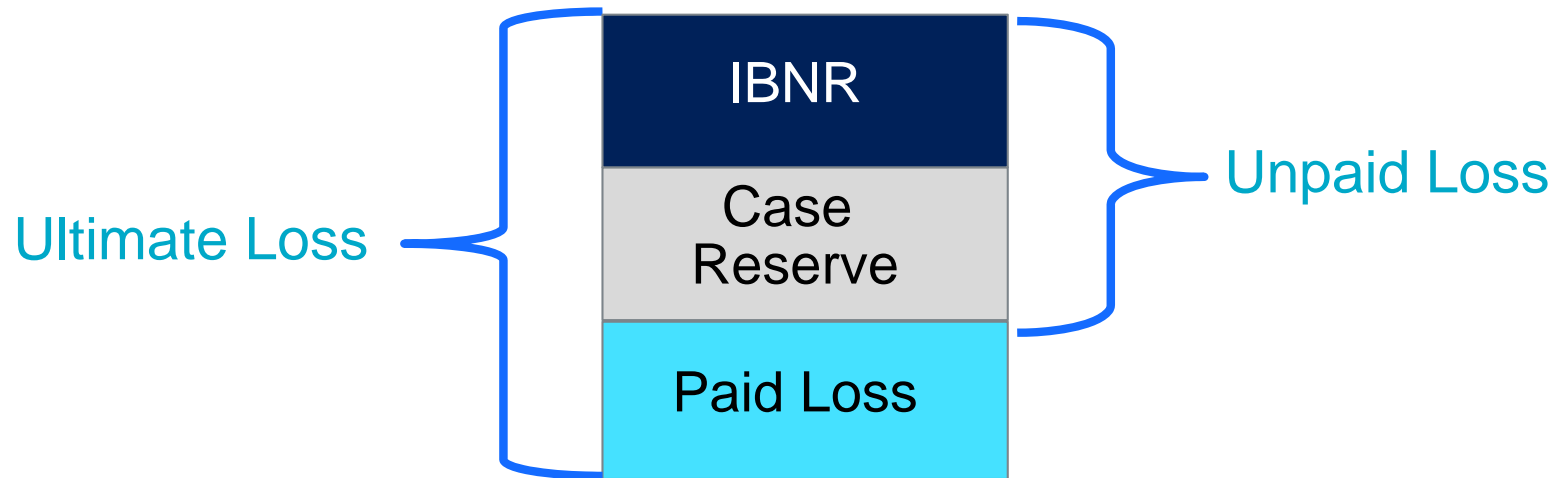 IBNR
Unpaid Loss
Case
Reserve
Ultimate Loss
Paid Loss